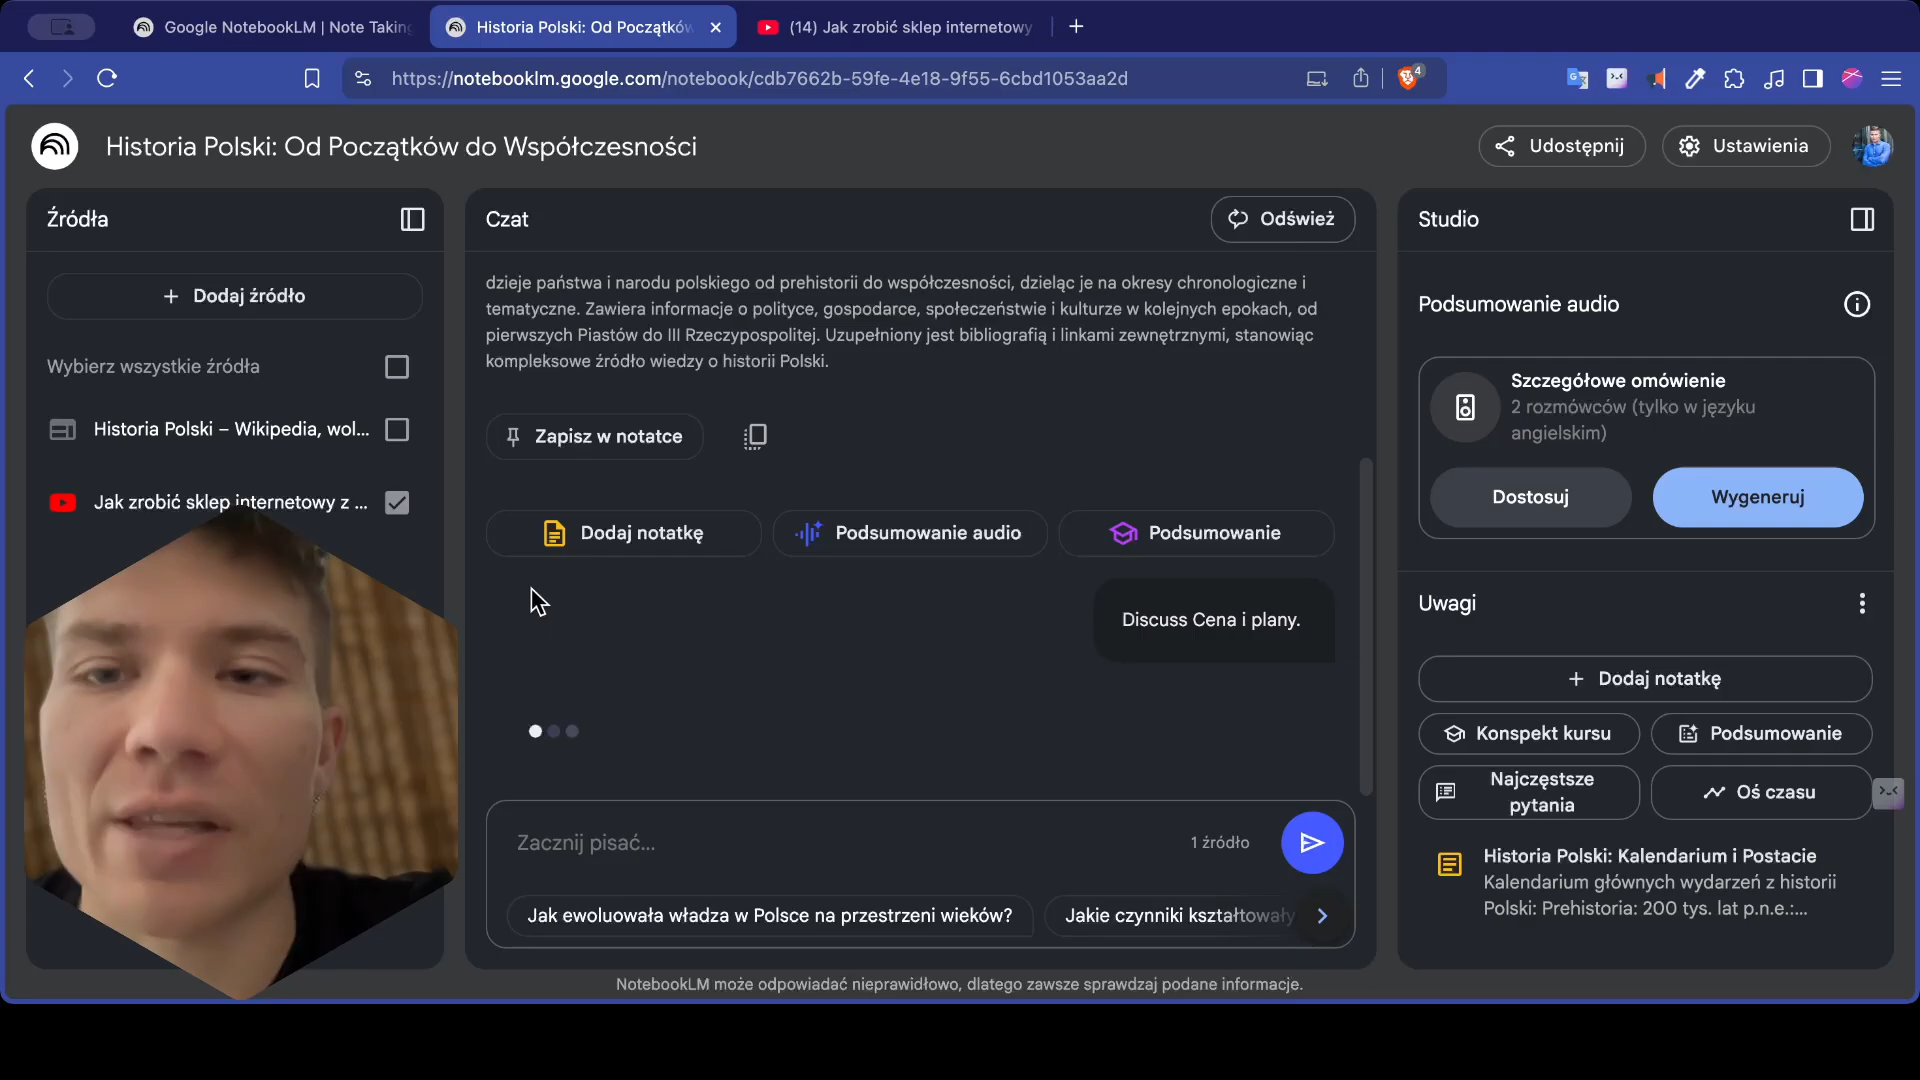 Google NotebookLM | Note Taking
Historia Polski: Od Początków
(14) Jak zrobić sklep internetowy
https://notebooklm.google.com/notebook/cdb7662b-59fe-4e18-9f55-6cbd1053aa2d
4
Historia Polski: Od Początków do Współczesności
Udostępnij
Ustawienia
Źródła
Dodaj źródło
Wybierz wszystkie źródła
Historia Polski – Wikipedia, wol...
Jak zrobić sklep internetowy z ...
Czat
Odśwież
dzieje państwa i narodu polskiego od prehistorii do współczesności, dzieląc je na okresy chronologiczne i
tematyczne. Zawiera informacje o polityce, gospodarce, społeczeństwie i kulturze w kolejnych epokach, od
pierwszych Piastów do III Rzeczypospolitej. Uzupełniony jest bibliografią i linkami zewnętrznymi, stanowiąc
kompleksowe źródło wiedzy o historii Polski.
Zapisz w notatce
Dodaj notatkę
Podsumowanie audio
Podsumowanie
Discuss Cena i plany.
Zacznij pisać...
1 źródło
Jak ewoluowała władza w Polsce na przestrzeni wieków?
Jakie czynniki kształtowały
NotebookLM może odpowiadać nieprawidłowo, dlatego zawsze sprawdzaj podane informacje.
Studio
Podsumowanie audio
Szczegółowe omówienie
2 rozmówców (tylko w języku
angielskim)
Dostosuj
Wygeneruj
Uwagi
Dodaj notatkę
Konspekt kursu
Podsumowanie
Najczęstsze
pytania
Oś czasu
Historia Polski: Kalendarium i Postacie
Kalendarium głównych wydarzeń z historii
Polski: Prehistoria: 200 tys. lat p.n.e.:...